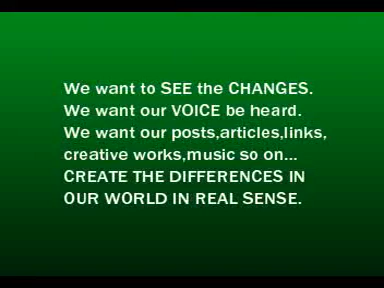 We want to SEE the CHANGES.
We want our VOICE be heard.
We want our posts,articles,links,
creative works,music so on...
CREATE THE DIFFERENCES IN
OUR WORLD IN REAL SENSE.